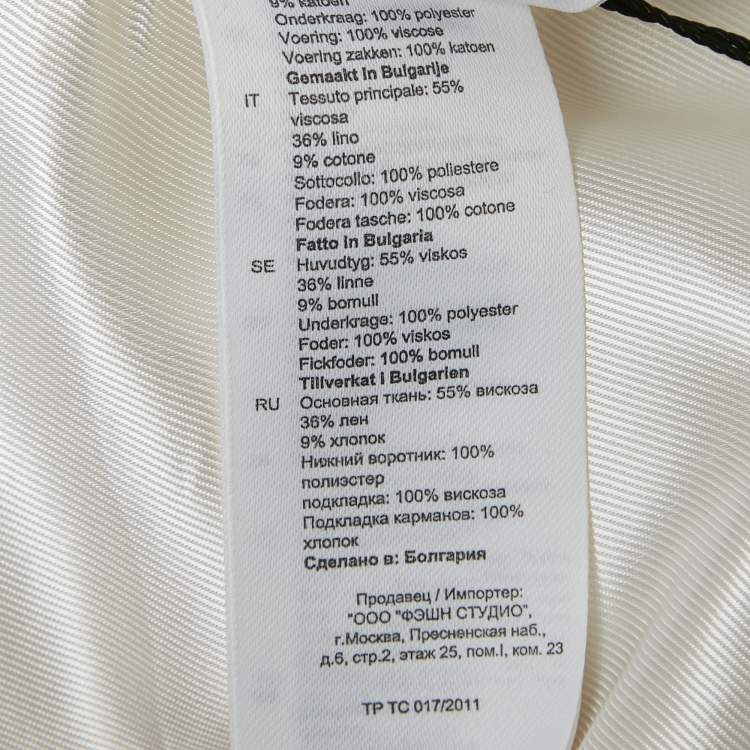 9% katoen
Onderkraag: 100% polyester
Voering: 100% viscose
Voering zakken: 100% katoen
Gemaakt in Bulgarije
IT Tessuto principale: 55%
viscosa
36% lino
9% cotone
Sottocollo: 100% poliestere
Fodera: 100% viscosa
Fodera tasche: 100% cotone
Fatto in Bulgaria
SE Huvudtyg: 55% viskos
36% linne
9% bomull
Underkrage: 100% polyester
Foder: 100% viskos
Fickfoder: 100% bomull
Tillverkat i Bulgarien
RU Основная ткань: 55% вискоза
36% лен
9% хлопок
Нижний воротник: 100%
полиэстер
подкладка: 100% вискоза
Подкладка карманов: 100%
хлопок
Сделано в: Болгария
Продавец / Импортер:
"ООО "ФЭШН СТУДИО",
г.Москва, Пресненская наб.,
д.6, стр.2, этаж 25, пом.I, ком. 23
ТР ТС 017/2011